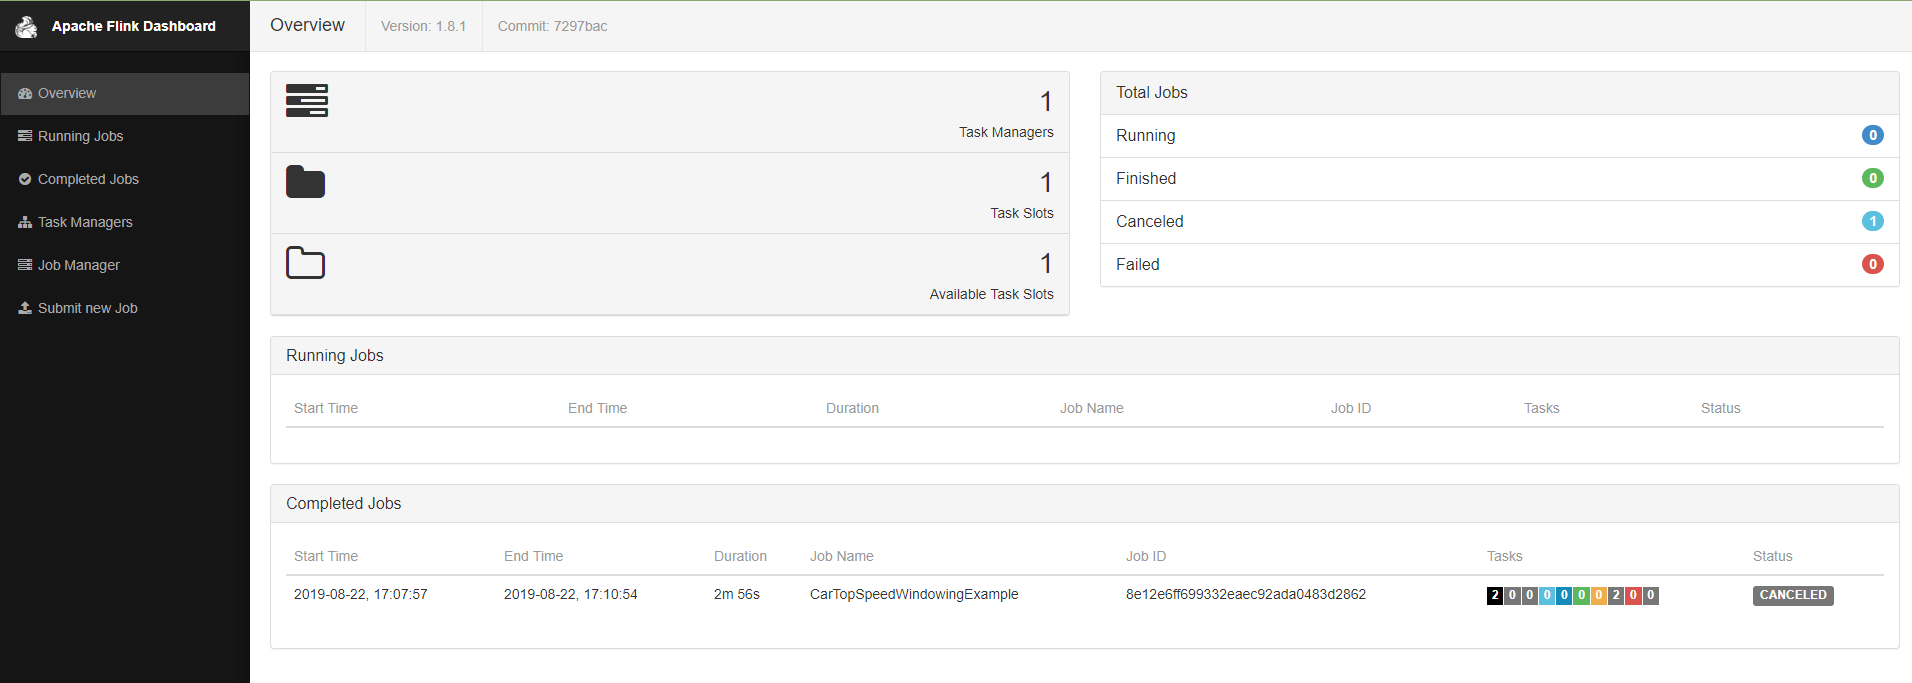 Apache Flink Dashboard
Overview
Version: 1.8.1
Commit: 7297bac
Overview
Running Jobs
Completed Jobs
Task Managers
Job Manager
Submit new Job
1
Task Managers
1
Task Slots
1
Available Task Slots
Total Jobs
Running 0
Finished 0
Canceled 1
Failed 0
Running Jobs
Start Time End Time Duration Job Name Job ID Tasks Status
Completed Jobs
Start Time End Time Duration Job Name Job ID Tasks Status
2019-08-22, 17:07:57 2019-08-22, 17:10:54 2m 56s CarTopSpeedWindowingExample 8e12e6ff699332eaec92ada0483d2862 2 0 0 0 0 0 0 2 0 0 CANCELED